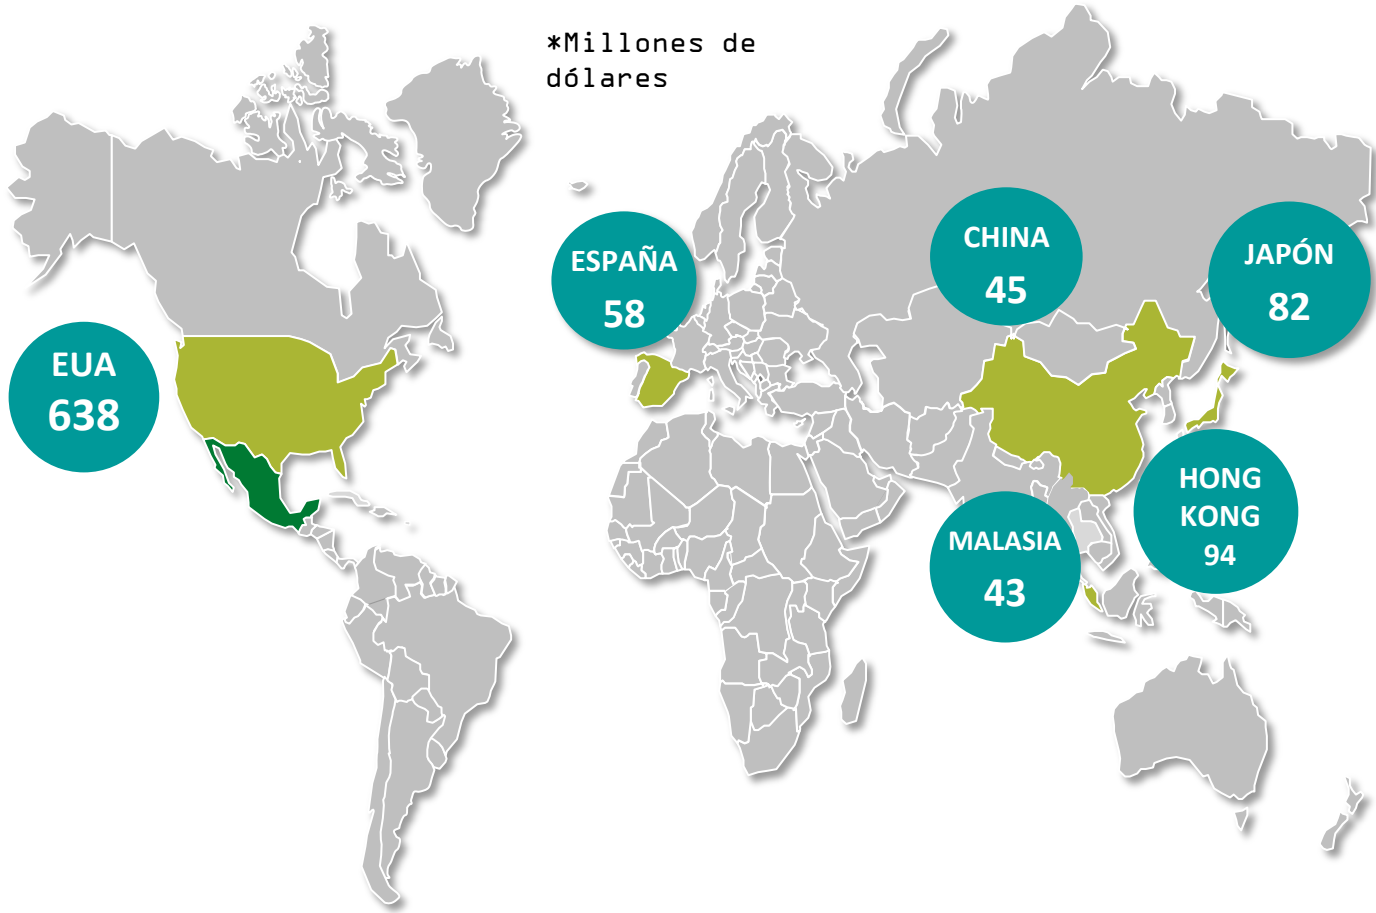 *Millones de
dólares
EUA
638
ESPAÑA
58
CHINA
45
JAPÓN
82
MALASIA
43
HONG
KONG
94